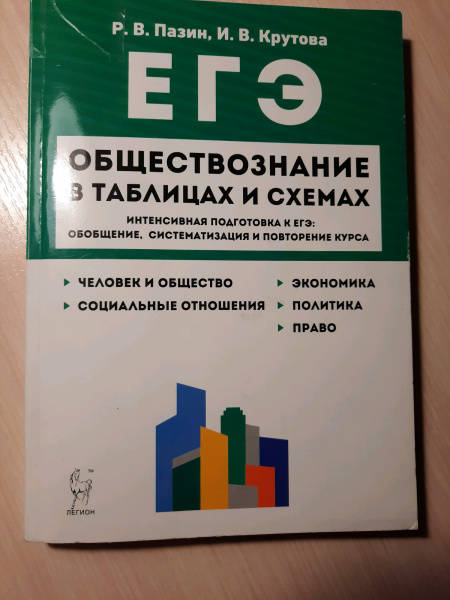 Р. В. Пазин, И. В. Крутова
ЕГЭ
ОБЩЕСТВОЗНАНИЕ
В ТАБЛИЦАХ И СХЕМАХ
ИНТЕНСИВНАЯ ПОДГОТОВКА К ЕГЭ:
ОБОБЩЕНИЕ, СИСТЕМАТИЗАЦИЯ И ПОВТОРЕНИЕ КУРСА
ЧЕЛОВЕК И ОБЩЕСТВО
СОЦИАЛЬНЫЕ ОТНОШЕНИЯ
ЭКОНОМИКА
ПОЛИТИКА
ПРАВО
ЛЕГИОН